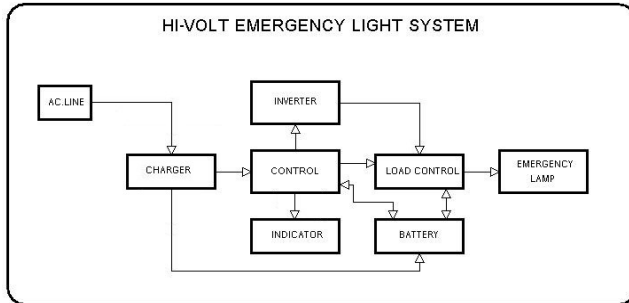 HI-VOLT EMERGENCY LIGHT SYSTEM
AC.LINE
INVERTER
CHARGER
CONTROL
LOAD CONTROL
EMERGENCY
LAMP
INDICATOR
BATTERY